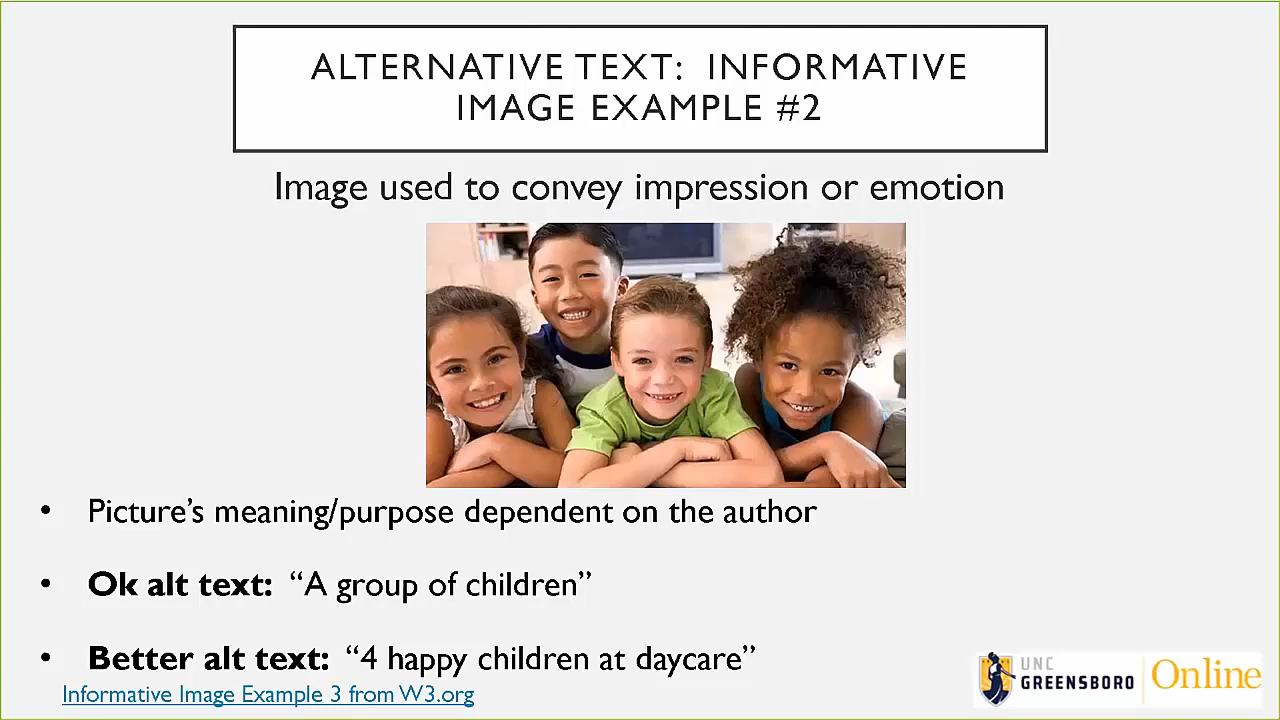 ALTERNATIVE TEXT: INFORMATIVE
IMAGE EXAMPLE #2
Image used to convey impression or emotion
• Picture’s meaning/purpose dependent on the author
• Ok alt text: “A group of children”
• Better alt text: “4 happy children at daycare”
Informative Image Example 3 from W3.org
UNC
GREENSBORO
Online